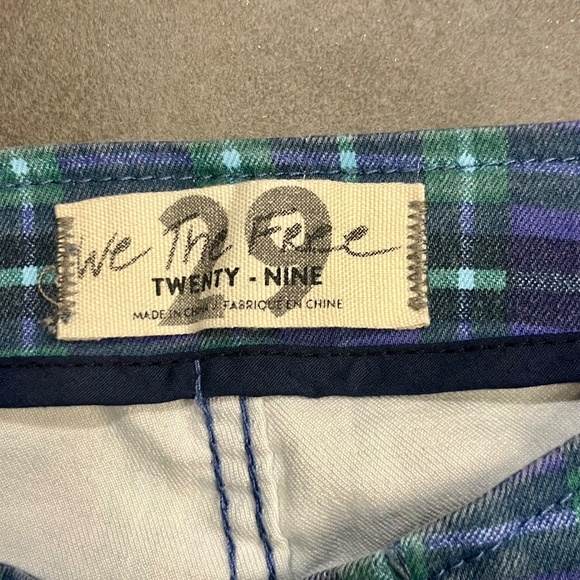 29
We The Free
TWENTY - NINE
MADE IN CHINA / FABRIQUE EN CHINE